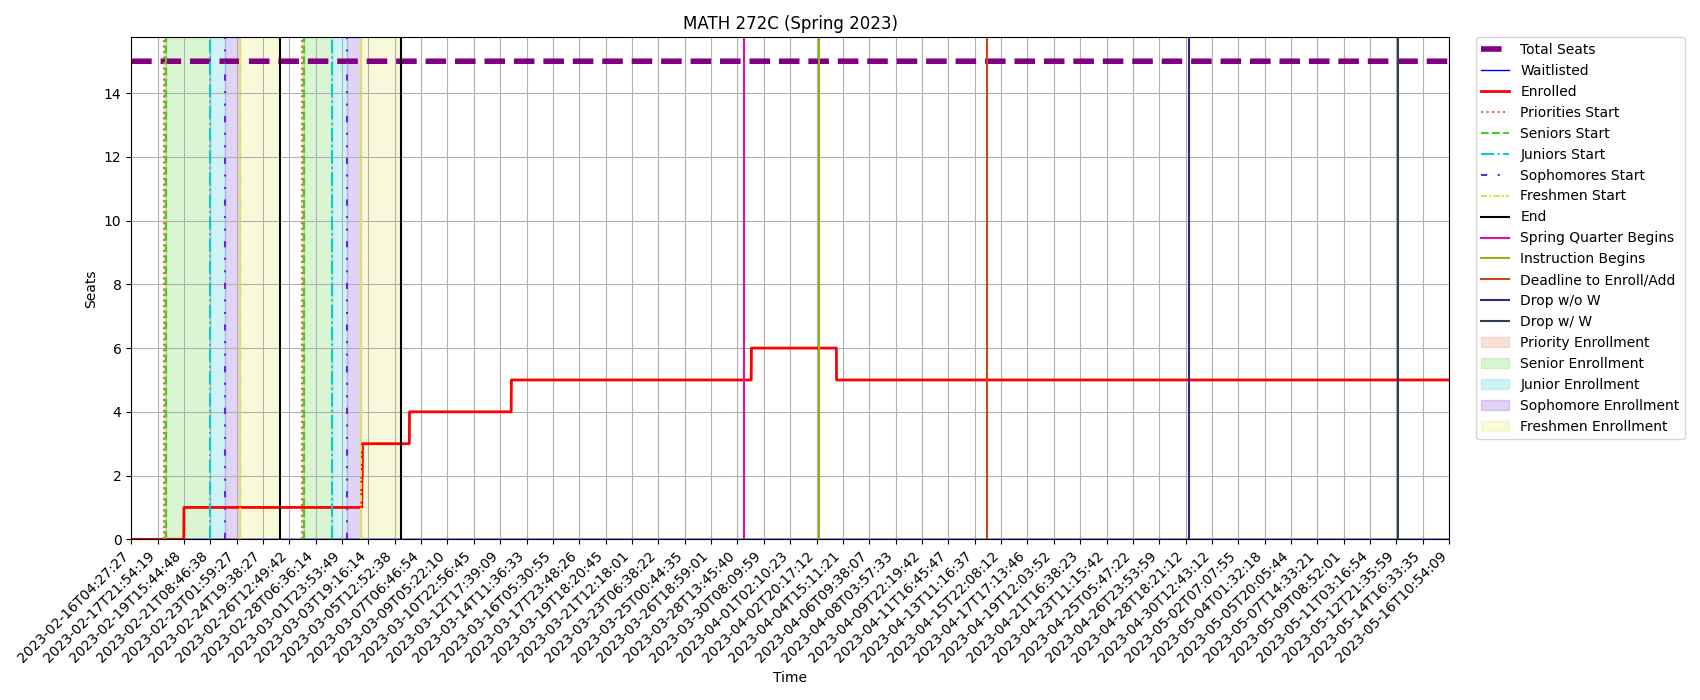 MATH 272C (Spring 2023)
Seats
14
12
10
8
6
4
2
0
2023-02-16T04:27:27
2023-02-17T21:54:19
2023-02-19T15:44:48
2023-02-21T08:46:38
2023-02-23T01:59:27
2023-02-24T19:38:27
2023-02-26T12:49:42
2023-02-28T06:36:14
2023-03-01T23:53:49
2023-03-03T19:16:14
2023-03-05T12:52:38
2023-03-07T06:46:54
2023-03-09T05:22:10
2023-03-10T22:56:45
2023-03-12T17:39:09
2023-03-14T11:36:33
2023-03-16T05:30:55
2023-03-17T23:48:26
2023-03-19T18:20:45
2023-03-21T12:18:01
2023-03-23T06:38:22
2023-03-25T00:44:35
2023-03-26T18:59:01
2023-03-28T13:45:40
2023-03-30T08:09:59
2023-04-01T02:10:23
2023-04-02T20:17:12
2023-04-04T15:11:21
2023-04-06T09:38:07
2023-04-08T03:57:33
2023-04-09T22:19:42
2023-04-11T16:45:47
2023-04-13T11:16:37
2023-04-15T22:08:12
2023-04-17T17:13:46
2023-04-19T12:03:52
2023-04-21T16:38:23
2023-04-23T11:15:42
2023-04-25T05:47:22
2023-04-26T23:53:59
2023-04-28T18:21:12
2023-04-30T12:43:12
2023-05-02T07:07:55
2023-05-04T01:32:18
2023-05-05T20:05:44
2023-05-07T14:33:21
2023-05-09T08:52:01
2023-05-11T03:16:54
2023-05-12T21:35:59
2023-05-14T16:33:35
2023-05-16T10:54:09
Time
Total Seats
Waitlisted
Enrolled
Priorities Start
Seniors Start
Juniors Start
Sophomores Start
Freshmen Start
End
Spring Quarter Begins
Instruction Begins
Deadline to Enroll/Add
Drop w/o W
Drop w/ W
Priority Enrollment
Senior Enrollment
Junior Enrollment
Sophomore Enrollment
Freshmen Enrollment